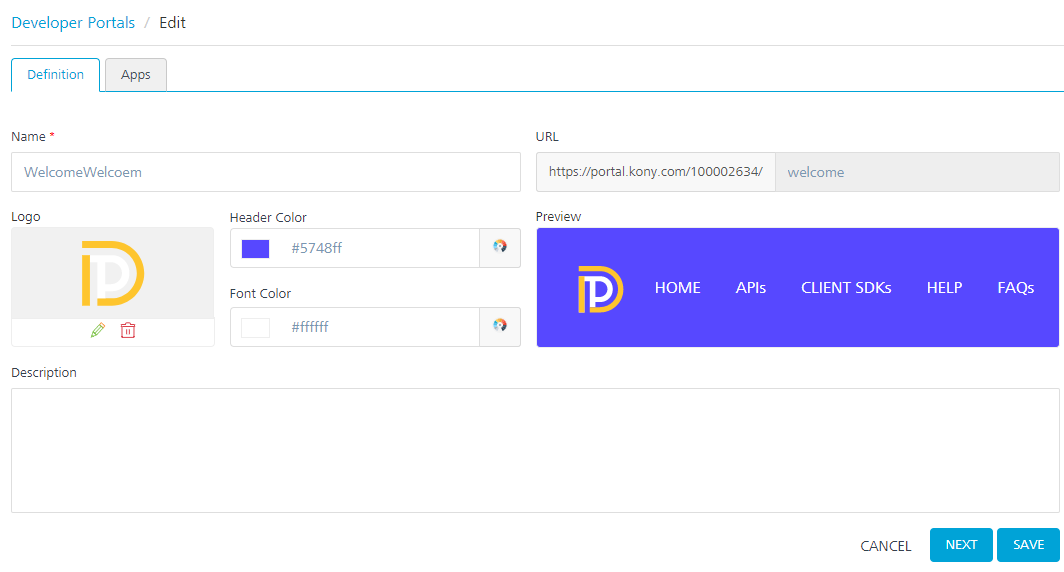 Developer Portals / Edit
Definition Apps
Name * URL
WelcomeWelcoem https://portal.kony.com/100002634/ welcome
Logo Header Color Preview
#5748ff
HOME APIs CLIENT SDKs HELP FAQs
Font Color
#ffffff
Description
CANCEL NEXT SAVE